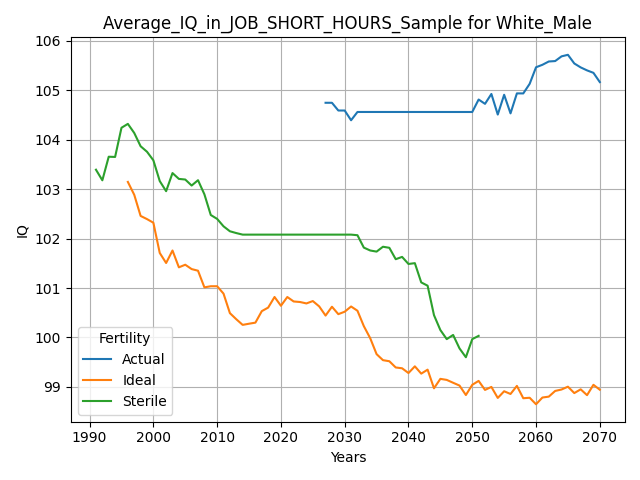 Average_IQ_in_JOB_SHORT_HOURS_Sample for White_Male
106
105
104
103
102
101
100
99
IQ
Fertility
Actual
Ideal
Sterile
1990 2000 2010 2020 2030 2040 2050 2060 2070
Years